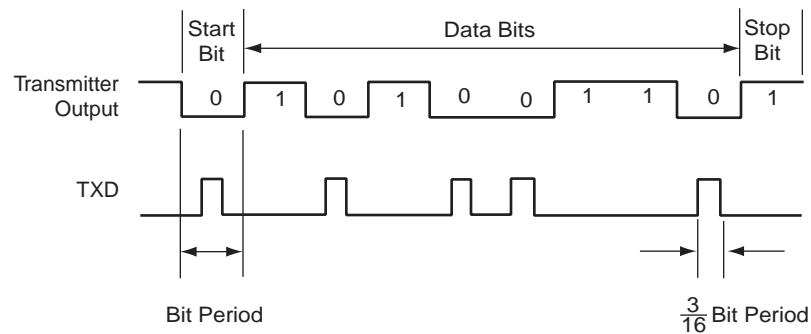 Start
Bit
Data Bits
Stop
Bit
Transmitter
Output
0 1 0 1 0 0 1 1 0 1
TXD
Bit Period
3
16 Bit Period